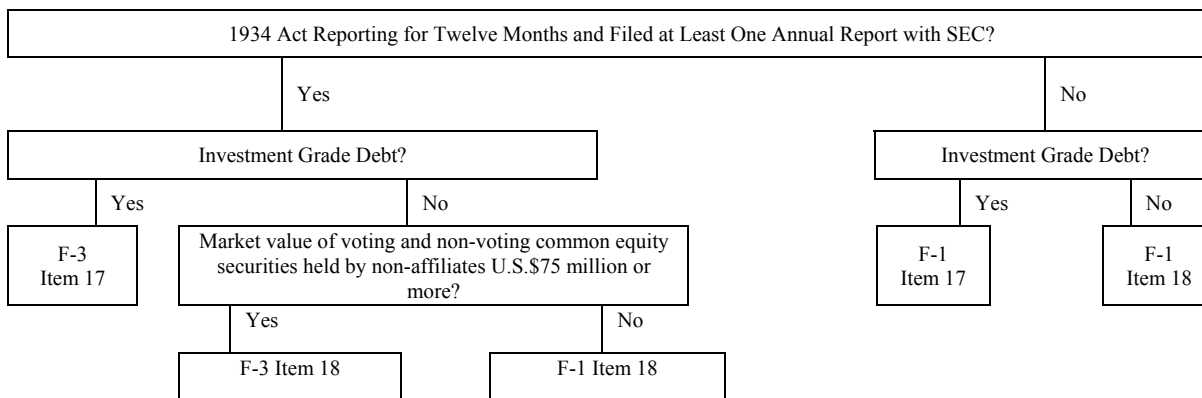 1934 Act Reporting for Twelve Months and Filed at Least One Annual Report with SEC?
Yes
No
Investment Grade Debt?
Investment Grade Debt?
Yes
No
Yes
No
F-3
Item 17
Market value of voting and non-voting common equity
securities held by non-affiliates U.S.$75 million or
more?
F-1
Item 17
F-1
Item 18
Yes
No
F-3 Item 18
F-1 Item 18